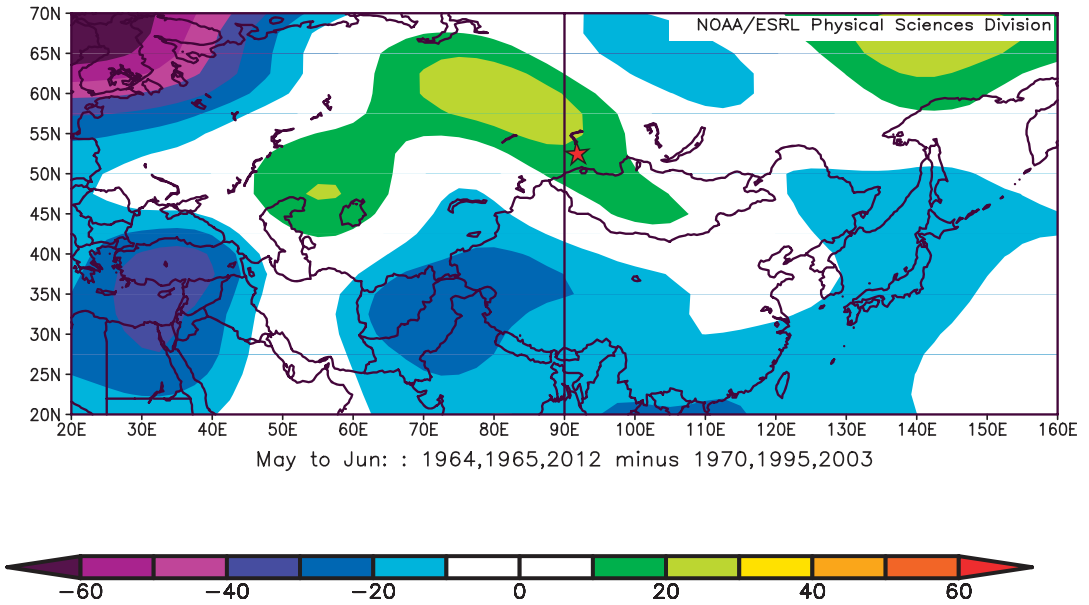 70N
NOAA/ESRL Physical Sciences Division
65N
60N
55N
50N
45N
40N
35N
30N
25N
20N
20E 30E 40E 50E 60E 70E 80E 90E 100E 110E 120E 130E 140E 150E 160E
May to Jun: : 1964,1965,2012 minus 1970,1995,2003
−60 −40 −20 0 20 40 60